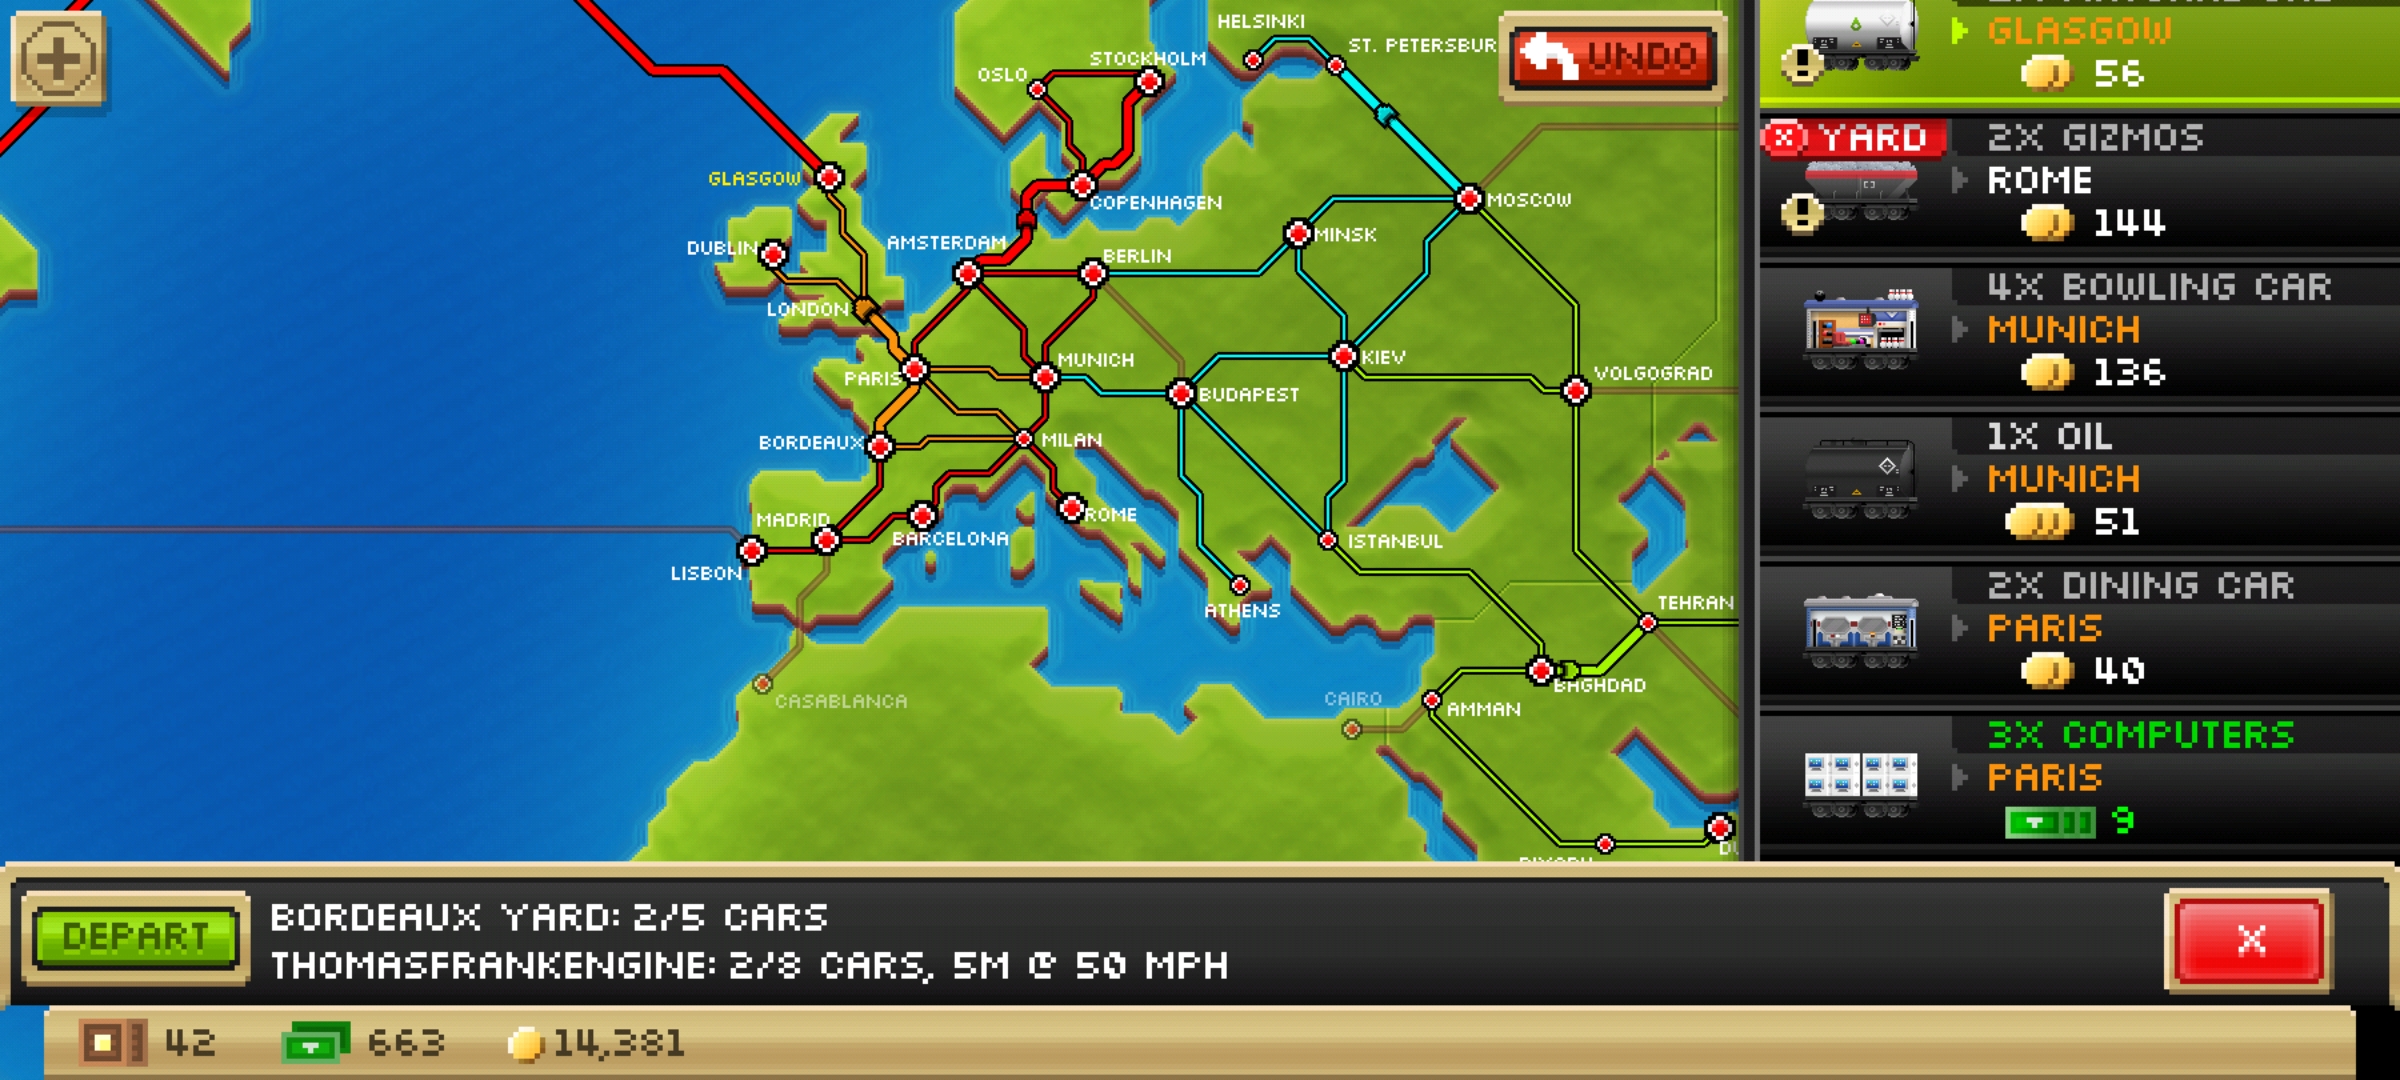 HELSINKI
ST. PETERSBUR
UNDO
STOCKHOLM
OSLO
GLASGOW
COPENHAGEN
MOSCOW
MINSK
DUBLIN
AMSTERDAM
BERLIN
LONDON
PARIS
MUNICH
KIEV
VOLGOGRAD
BUDAPEST
BORDEAUX
MILAN
MADRID
ROME
BARCELONA
ISTANBUL
LISBON
ATHENS
TEHRAN
CASABLANCA
CAIRO
BAGHDAD
AMMAN
GLASGOW
56
YARD
2X GIZMOS
ROME
144
4X BOWLING CAR
MUNICH
136
1X OIL
MUNICH
51
2X DINING CAR
PARIS
40
3X COMPUTERS
PARIS
9
DEPART
BORDEAUX YARD: 2/5 CARS
THOMASFRANKENGINE: 2/8 CARS, 5M @ 50 MPH
X
42
663
14,381